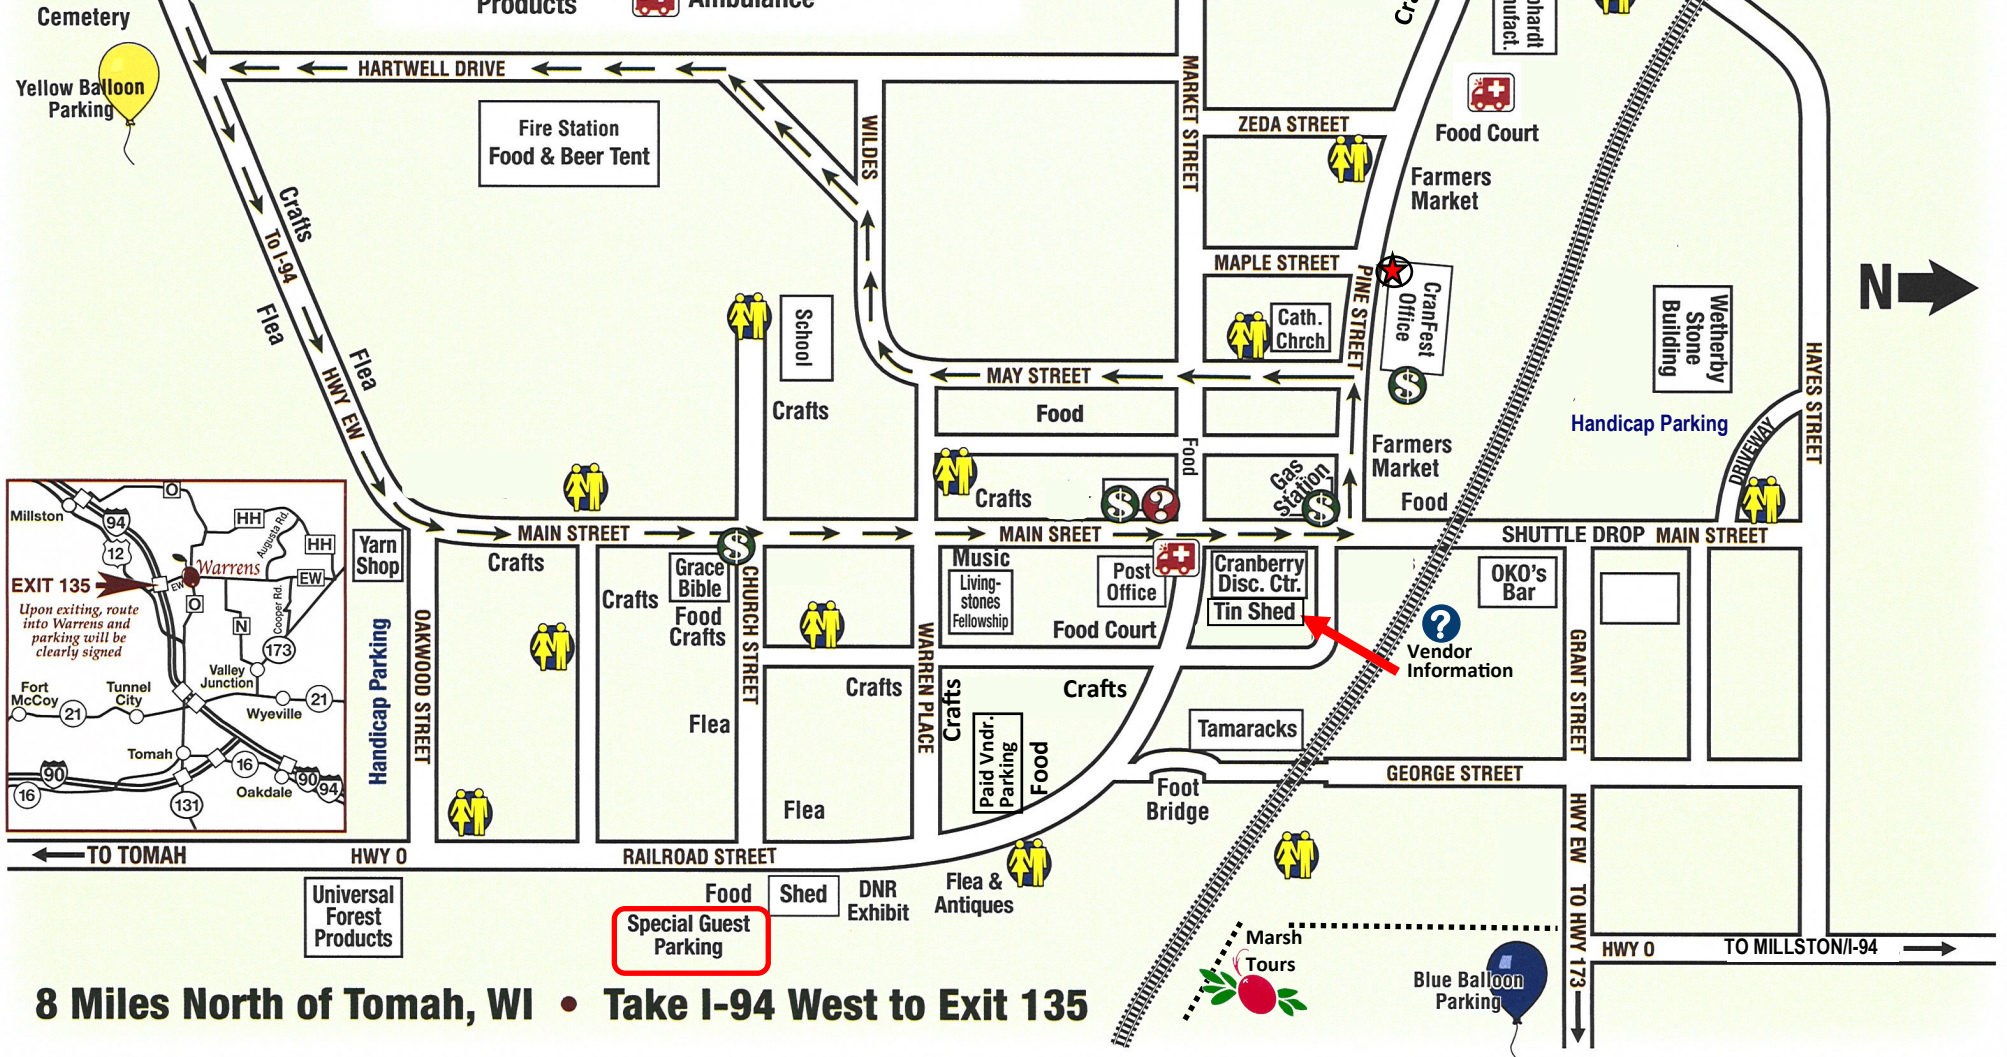 Products
Ambulance
Cemetery
Yellow Balloon
Parking
HARTWELL DRIVE
Fire Station
Food & Beer Tent
WILDES
MARKET STREET
ZEDA STREET
Food Court
Farmers
Market
MAPLE STREET
PINE STREET
CranFest
Office
Cath.
Chrch
Wetherby
Stone
Building
N
HAYES STREET
Handicap Parking
DRIVEWAY
Crafts
To I-94
Flea
Flea
HWY EW
School
Crafts
MAY STREET
Food
Food
Crafts
Gas
Station
$
?
$
$
$
Farmers
Market
Food
MAIN STREET
MAIN SREET
SHUTTLE DROP
MAIN STREET
Yarn
Shop
Crafts
Crafts
Grace
Bible
Food
Crafts
CHURCH STREET
Music
Living-
stones
Fellowship
Post
Office
Food Court
Cranberry
Disc. Ctr.
Tin Shed
OKO's
Bar
?
Vendor
Information
GRANT STREET
OAKWOOD STREET
Handicap Parking
WARREN PLACE
Crafts
Crafts
Crafts
Flea
Flea
Paid Vndr.
Parking
Food
Tamaracks
Foot
Bridge
GEORGE STREET
Millston
O
94
12
HH
Augusta Rd.
HH
Warrens
EXIT 135
EW
EW
O
Cooper Rd.
Upon exiting, route
into Warrens and
parking will be
clearly signed
N
173
Valley
Junction
Fort
McCoy
21
Tunnel
City
Wyeville
21
Tomah
16
90
16
131
Oakdale
90
94
TO TOMAH
HWY O
RAILROAD STREET
Universal
Forest
Products
Food
Shed
DNR
Exhibit
Flea &
Antiques
Special Guest
Parking
Marsh
Tours
HWY EW
TO HWY 173
HWY O
TO MILLSTON/I-94
Blue Balloon
Parking
8 Miles North of Tomah, WI • Take I-94 West to Exit 135